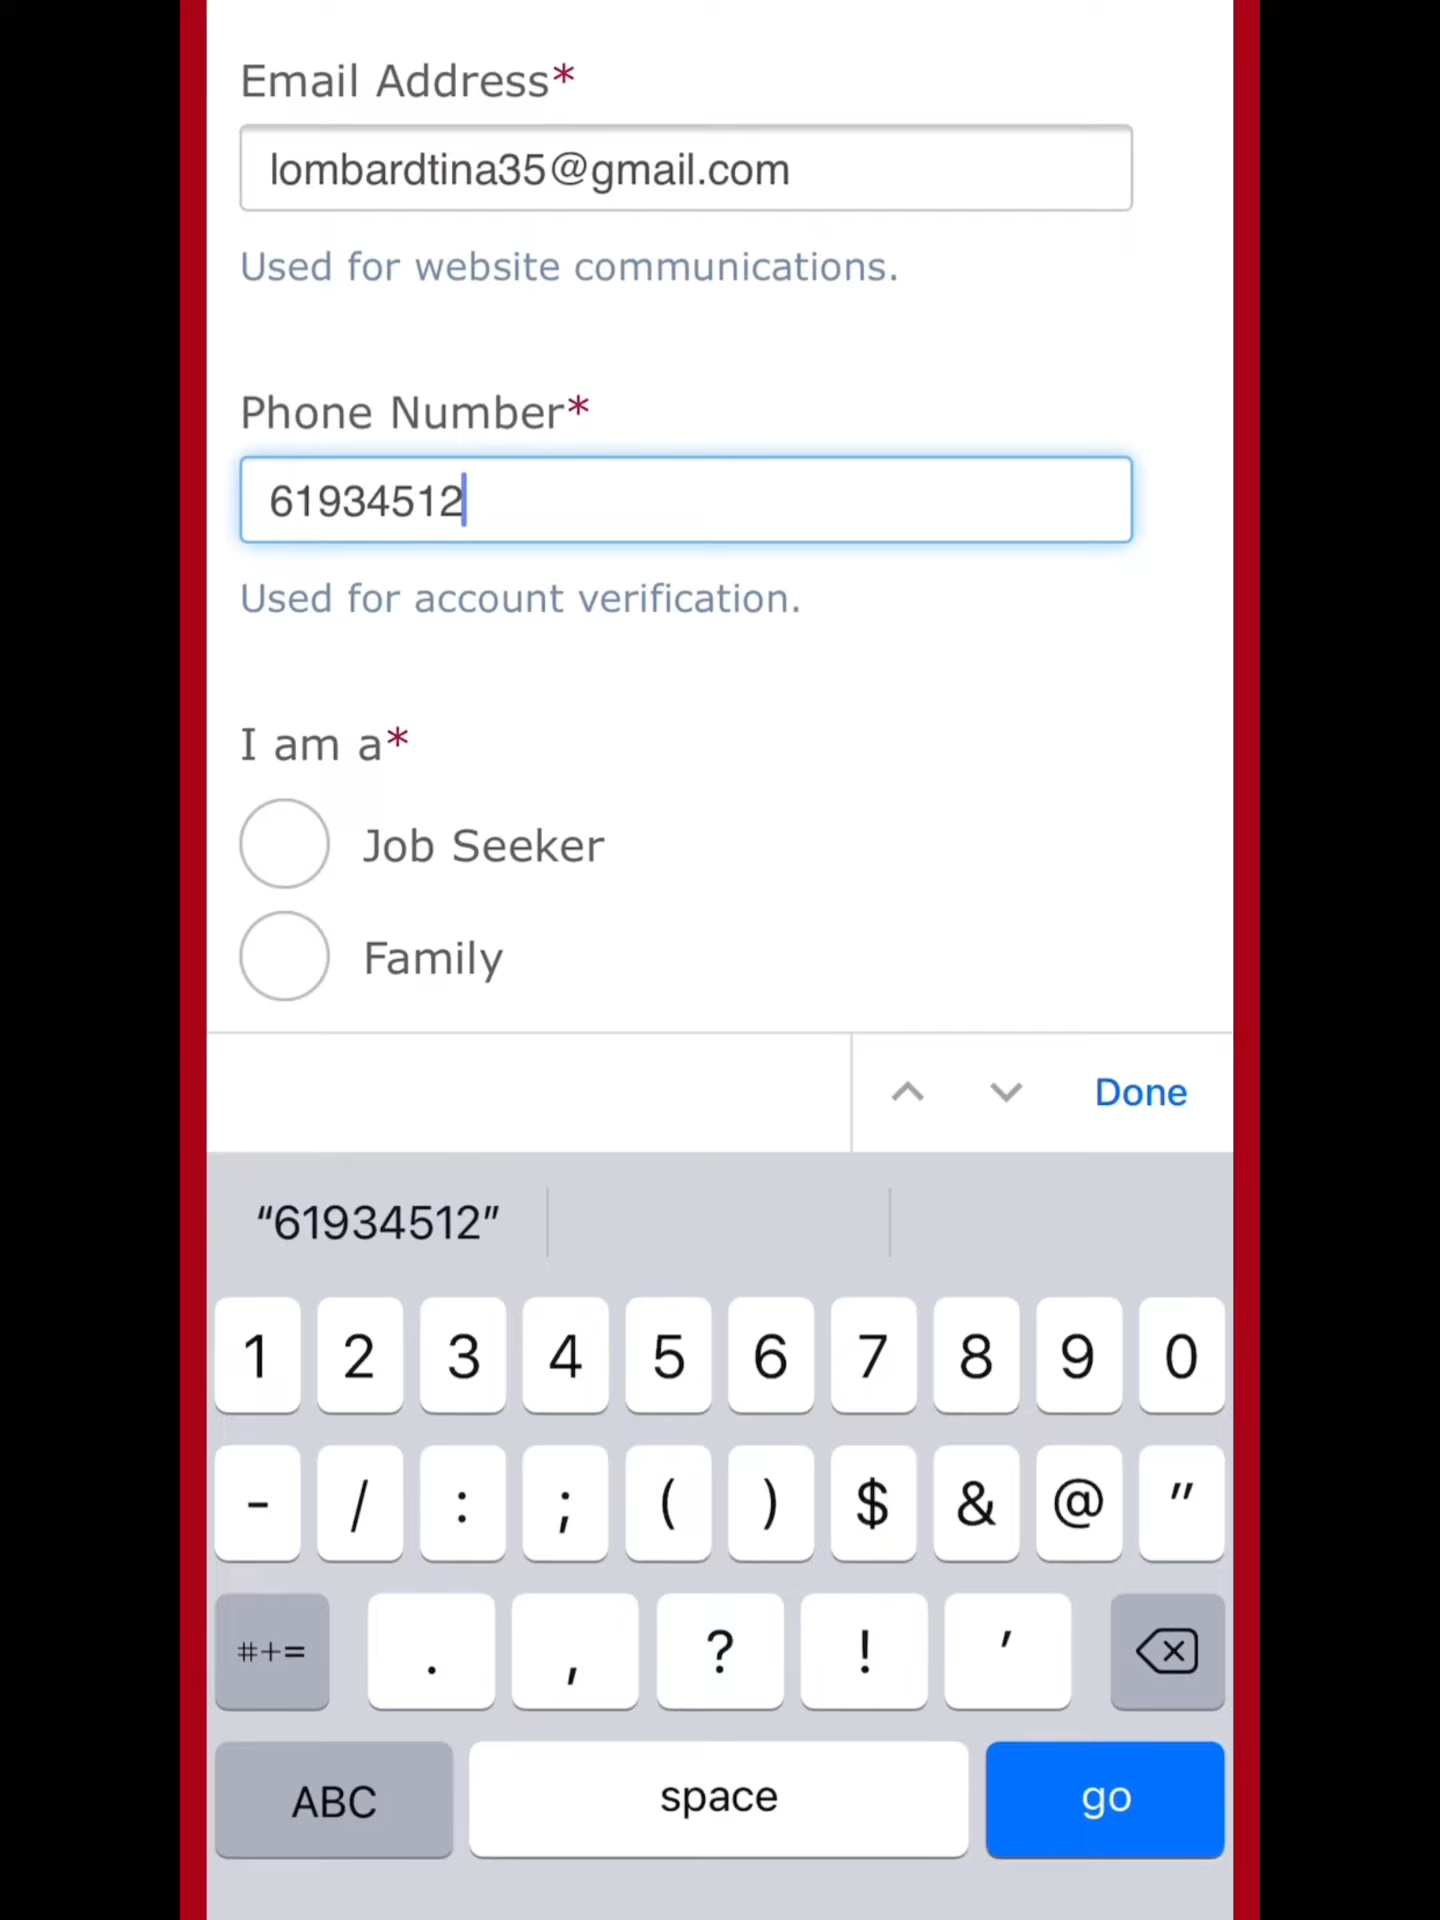 Email Address*
lombardtina35@gmail.com
Used for website communications.
Phone Number*
61934512
Used for account verification.
I am a*
Job Seeker
Family
Done
“61934512”
1 2 3 4 5 6 7 8 9 0
- / : ; ( ) $ & @ "
#+= . , ? ! '
ABC space go